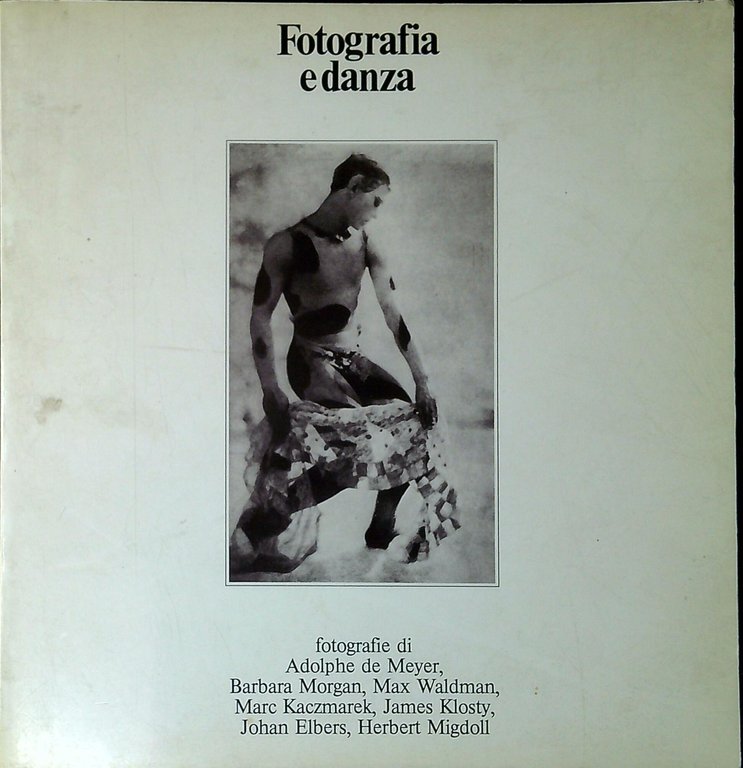 Fotografia
e danza
fotografie di
Adolphe de Meyer,
Barbara Morgan, Max Waldman,
Marc Kaczmarek, James Klosty,
Johan Elbers, Herbert Migdoll